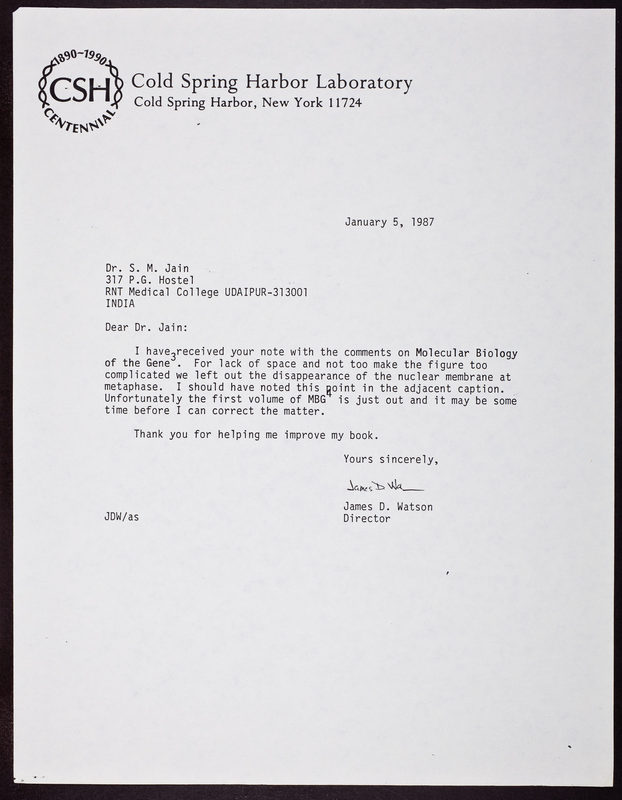 1890-1990
CSH
CENTENNIAL
Cold Spring Harbor Laboratory
Cold Spring Harbor, New York 11724
January 5, 1987
Dr. S. M. Jain
317 P.G. Hostel
RNT Medical College UDAIPUR-313001
INDIA
Dear Dr. Jain:
I have received your note with the comments on Molecular Biology
of the Gene³. For lack of space and not too make the figure too
complicated we left out the disappearance of the nuclear membrane at
metaphase. I should have noted this point in the adjacent caption.
Unfortunately the first volume of MBG⁴ is just out and it may be some
time before I can correct the matter.
Thank you for helping me improve my book.
Yours sincerely,
James D Wa
James D. Watson
JDW/as
Director